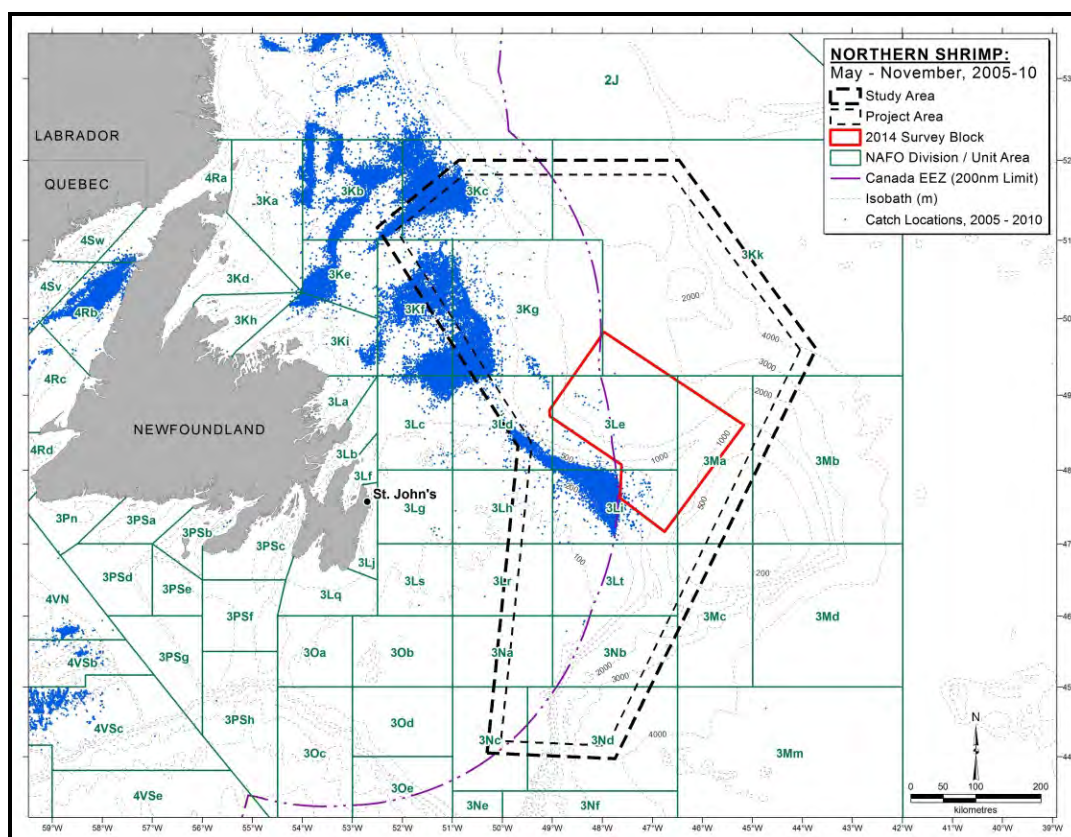 NORTHERN SHRIMP:
May - November, 2005-10
Study Area
Project Area
2014 Survey Block
NAFO Division / Unit Area
Canada EEZ (200nm Limit)
Isobath (m)
Catch Locations, 2005 - 2010
2J
LABRADOR
QUEBEC
4Ra
3Ka
3Kb
3Kc
4Sw
3Kk
4Sv
3Kd
3Ke
2000
4Rb
3Kh
3Kf
3Kg
3Ki
4000
3000
4Rc
3La
2000
NEWFOUNDLAND
3Lc
3Ld
3Le
1000
4Rd
3Lb
500
1000
3Ma
3Mb
3Lf
St. John's
3Lg
3Lh
3Li
500
3Pn
3PSa
3PSb
3PSc
100
3PSd
3PSe
3Lj
3Ls
3Lr
3Lt
200
4VN
3PSf
3Lq
3Mc
3Md
4VSb
3PSg
3Oa
3Ob
3Na
3Nb
2000
3000
4VSc
3PSh
3Od
3Oc
3Nc
3Nd
4000
3Mm
N
4VSe
3Oe
3Ne
3Nf
0 50 100 200
kilometres
53
52
51
50
49
48
47
46
45
44
59°W 58°W 57°W 56°W 55°W 54°W 53°W 52°W 51°W 50°W 49°W 48°W 47°W 46°W 45°W 44°W 43°W 42°W 41°W 40°W 39°W